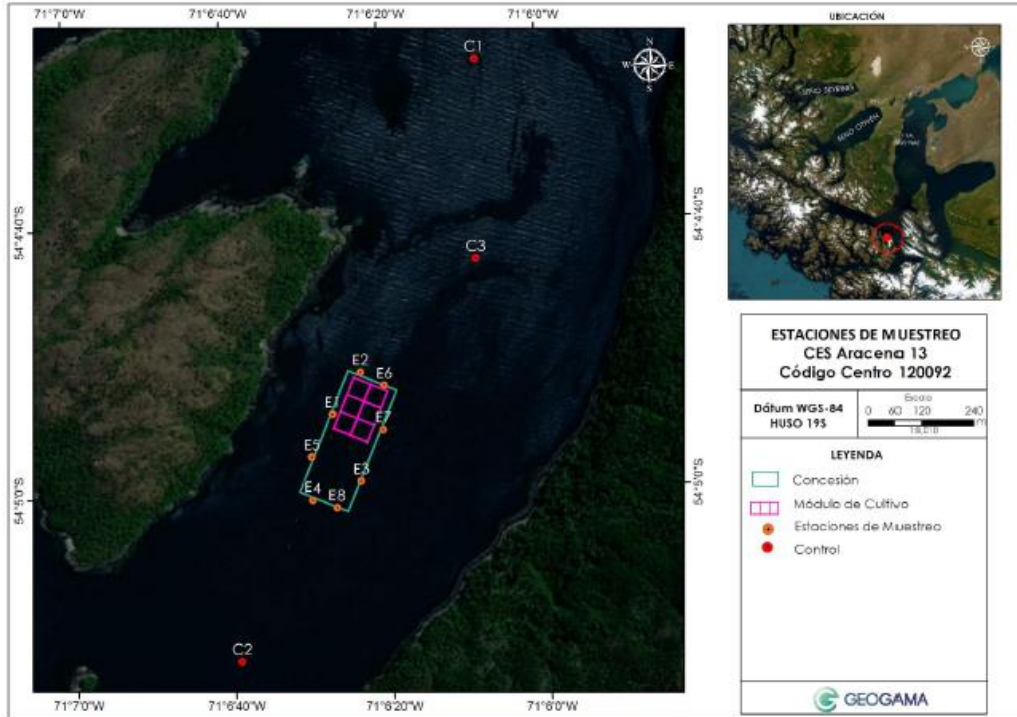 71°7'0"W 71°6'40"W 71°6'20"W 71°6'0"W
C1
N
W E
S
54°4'40"S
54°4'40"S
C3
E2
E6
E1
E7
E5
E3
E4
E8
54°5'0"S
54°5'0"S
C2
71°7'0"W 71°6'40"W 71°6'20"W 71°6'0"W
UBICACIÓN
SENO SKYRING
SENO OTWAY
ESTACIONES DE MUESTREO
CES Aracena 13
Código Centro 120092
Dátum WGS-84
HUSO 19S
Escala
0 60 120 240
m
LEYENDA
Concesión
Módulo de Cultivo
Estaciones de Muestreo
Control
GEOGAMA